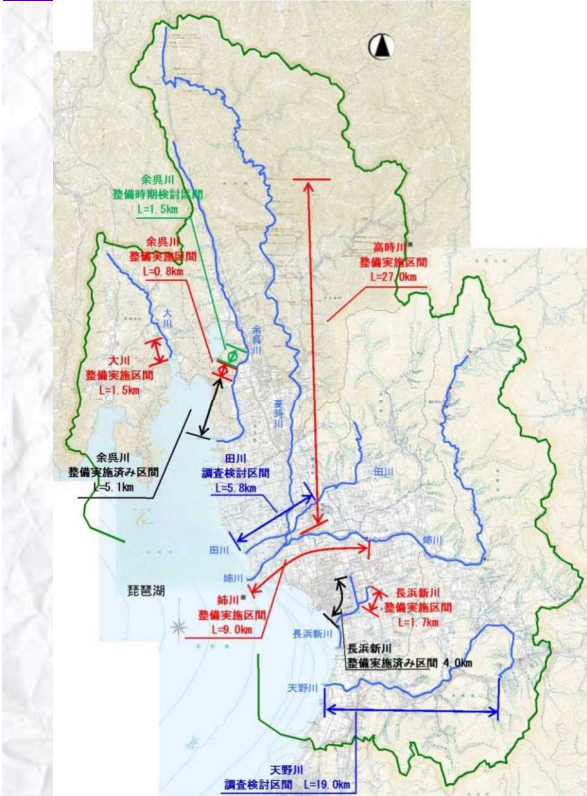 余呉川
整備時期検討区間
L=1.5km
余呉川
整備実施区間
L=0.8km
高時川※
整備実施区間
L=27.0km
大川
余呉川
大川
整備実施区間
L=1.5km
高時川
余呉川
整備実施済み区間
L=5.1km
田川
調査検討区間
L=5.8km
田川
田川
姉川
姉川
琵琶湖
姉川※
整備実施区間
L=9.0km
長浜新川
整備実施区間
L=1.7km
長浜新川
長浜新川
整備実施済み区間 4.0km
天野川
天野川
調査検討区間 L=19.0km